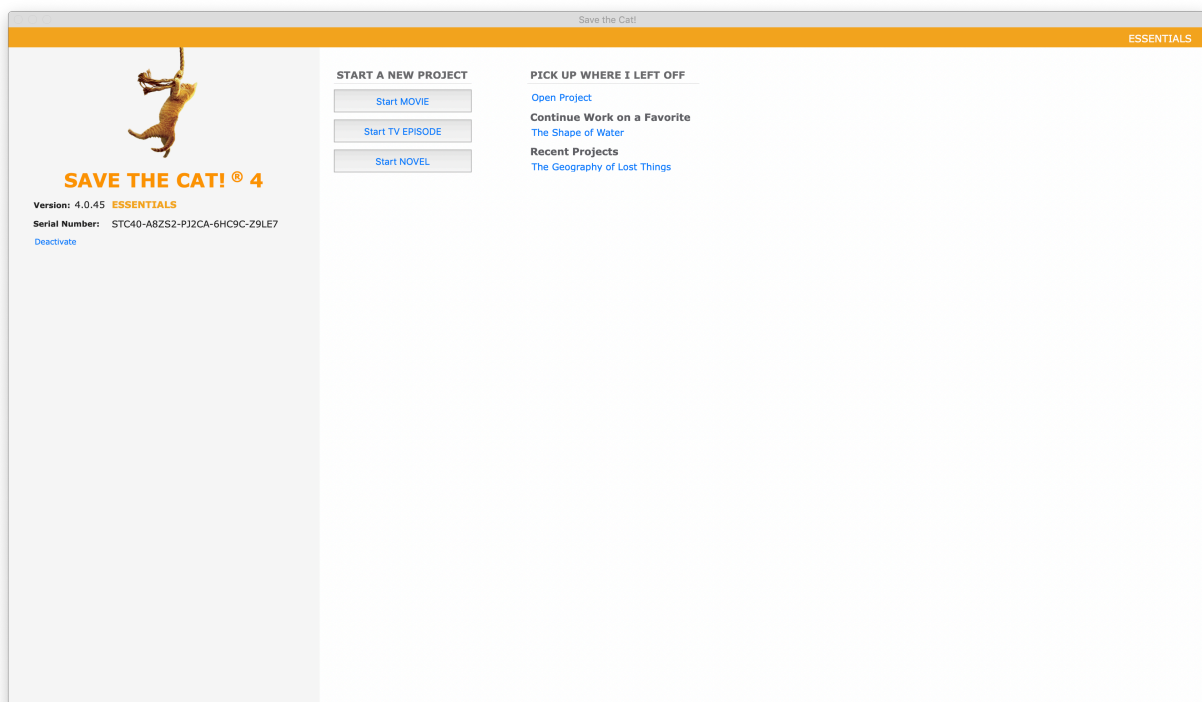 Save the Cat!
ESSENTIALS
SAVE THE CAT! ® 4
Version: 4.0.45 ESSENTIALS
Serial Number: STC40-A8ZS2-PJ2CA-6HC9C-Z9LE7
Deactivate
START A NEW PROJECT
Start MOVIE
Start TV EPISODE
Start NOVEL
PICK UP WHERE I LEFT OFF
Open Project
Continue Work on a Favorite
The Shape of Water
Recent Projects
The Geography of Lost Things